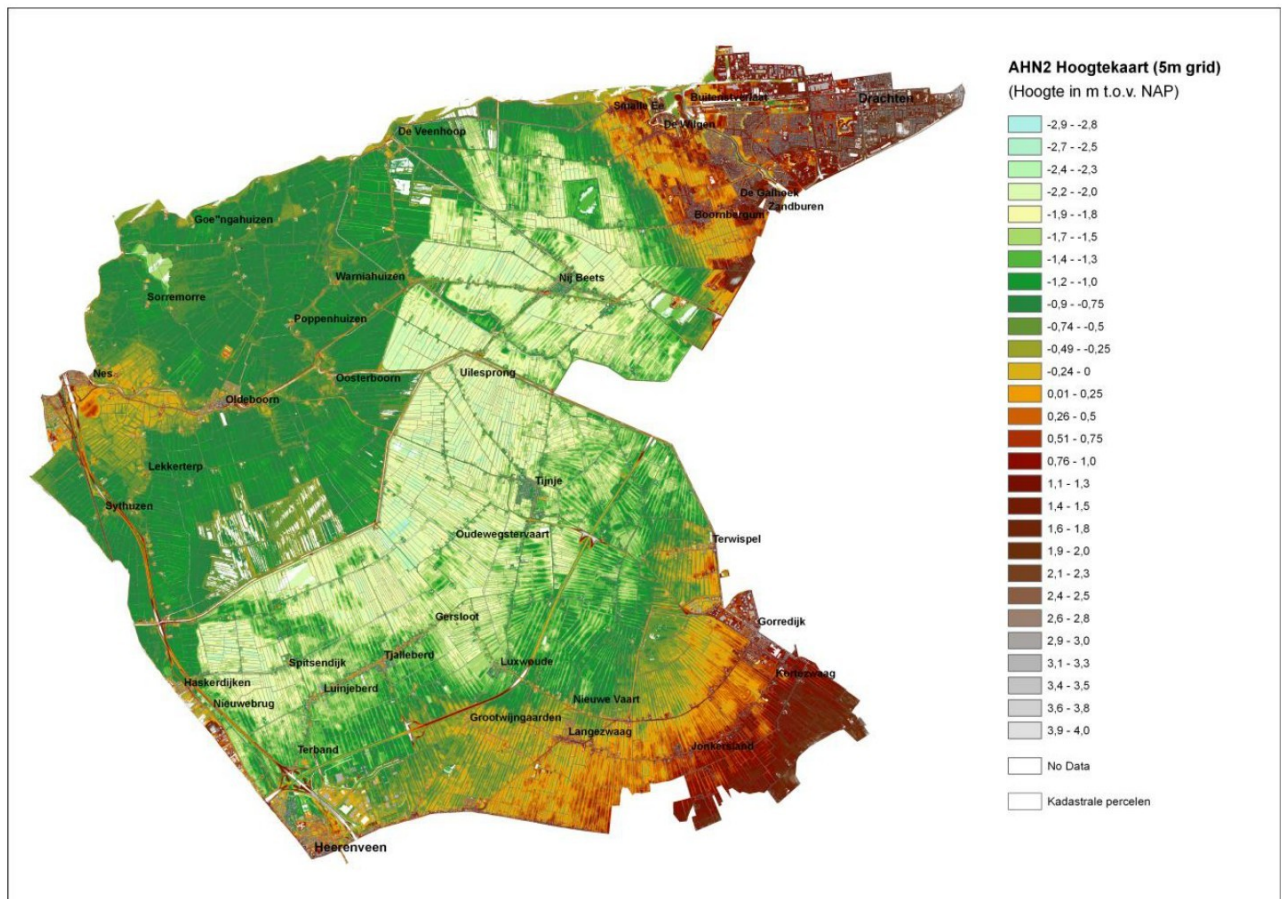 AHN2 Hoogtekaart (5m grid)
(Hoogte in m t.o.v. NAP)
-2,9 - -2,8
-2,7 - -2,5
-2,4 - -2,3
-2,2 - -2,0
-1,9 - -1,8
-1,7 - -1,5
-1,4 - -1,3
-1,2 - -1,0
-0,9 - -0,75
-0,74 - -0,5
-0,49 - -0,25
-0,24 - 0
0,01 - 0,25
0,26 - 0,5
0,51 - 0,75
0,76 - 1,0
1,1 - 1,3
1,4 - 1,5
1,6 - 1,8
1,9 - 2,0
2,1 - 2,3
2,4 - 2,5
2,6 - 2,8
2,9 - 3,0
3,1 - 3,3
3,4 - 3,5
3,6 - 3,8
3,9 - 4,0
No Data
Kadastrale percelen
Buitenstverlaat
Drachten
Smalle Ee
De Wilgen
De Veenhoop
De Galhoek
Zandburen
Boornbergum
Goe"ngahuizen
Warniahuizen
Nij Beets
Sorremorre
Poppenhuizen
Nes
Oosterboorn
Uilesprong
Oldeboorn
Lekkerterp
Tijnje
Sythuzen
Oudewegstervaart
Terwispel
Gersloot
Gorredijk
Tjalleberd
Spitsendijk
Luxwoude
Kortezwaag
Haskerdijken
Luinjeberd
Nieuwebrug
Nieuwe Vaart
Grootwijngaarden
Langezwaag
Terband
Jonkersland
Heerenveen